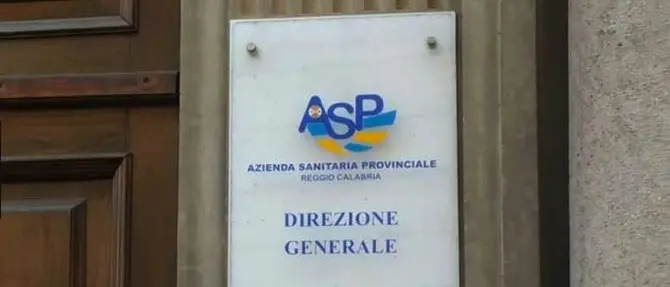 ASP
AZIENDA SANITARIA PROVINCIALE
REGGIO CALABRIA
DIREZIONE
GENERALE